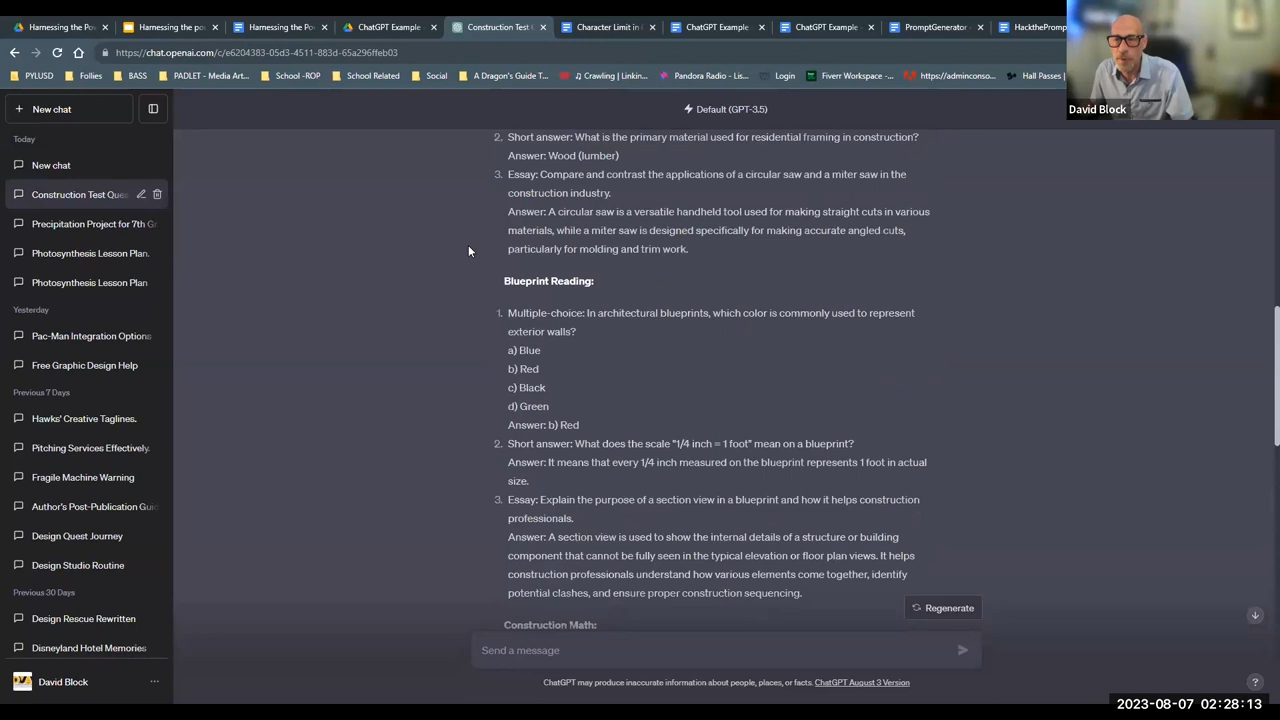 Harnessing the Pow
Harnessing the Pow
Harnessing the Po
ChatGPT Example
Construction Test
Character Limit in
ChatGPT Example
ChatGPT Example
PromptGenerator -
HackthePromp
https://chat.openai.com/c/e6204383-05d3-4511-883d-65a296ffeb03
PYLUSD
Follies
BASS
PADLET - Media Art...
School -ROP
School Related
Social
A Dragon's Guide T...
Crawling | Linkin...
Pandora Radio - Lis...
Login
Fiverr Workspace -...
https://adminconso...
Hall Passes |
David Block
New chat
Default (GPT-3.5)
Today
New chat
Construction Test Ques
Precipitation Project for 7th Gr
Photosynthesis Lesson Plan.
Photosynthesis Lesson Plan
Yesterday
Pac-Man Integration Options
Free Graphic Design Help
Previous 7 Days
Hawks' Creative Taglines.
Pitching Services Effectively.
Fragile Machine Warning
Author's Post-Publication Guid
Design Quest Journey
Design Studio Routine
Previous 30 Days
Design Rescue Rewritten
Disneyland Hotel Memories
David Block
2. Short answer: What is the primary material used for residential framing in construction?
Answer: Wood (lumber)
3. Essay: Compare and contrast the applications of a circular saw and a miter saw in the
construction industry.
Answer: A circular saw is a versatile handheld tool used for making straight cuts in various
materials, while a miter saw is designed specifically for making accurate angled cuts,
particularly for molding and trim work.
Blueprint Reading:
1. Multiple-choice: In architectural blueprints, which color is commonly used to represent
exterior walls?
a) Blue
b) Red
c) Black
d) Green
Answer: b) Red
2. Short answer: What does the scale "1/4 inch = 1 foot" mean on a blueprint?
Answer: It means that every 1/4 inch measured on the blueprint represents 1 foot in actual
size.
3. Essay: Explain the purpose of a section view in a blueprint and how it helps construction
professionals.
Answer: A section view is used to show the internal details of a structure or building
component that cannot be fully seen in the typical elevation or floor plan views. It helps
construction professionals understand how various elements come together, identify
potential clashes, and ensure proper construction sequencing.
Regenerate
Construction Math:
Send a message
ChatGPT may produce inaccurate information about people, places, or facts. ChatGPT August 3 Version
?
2023-08-07 02:28:13